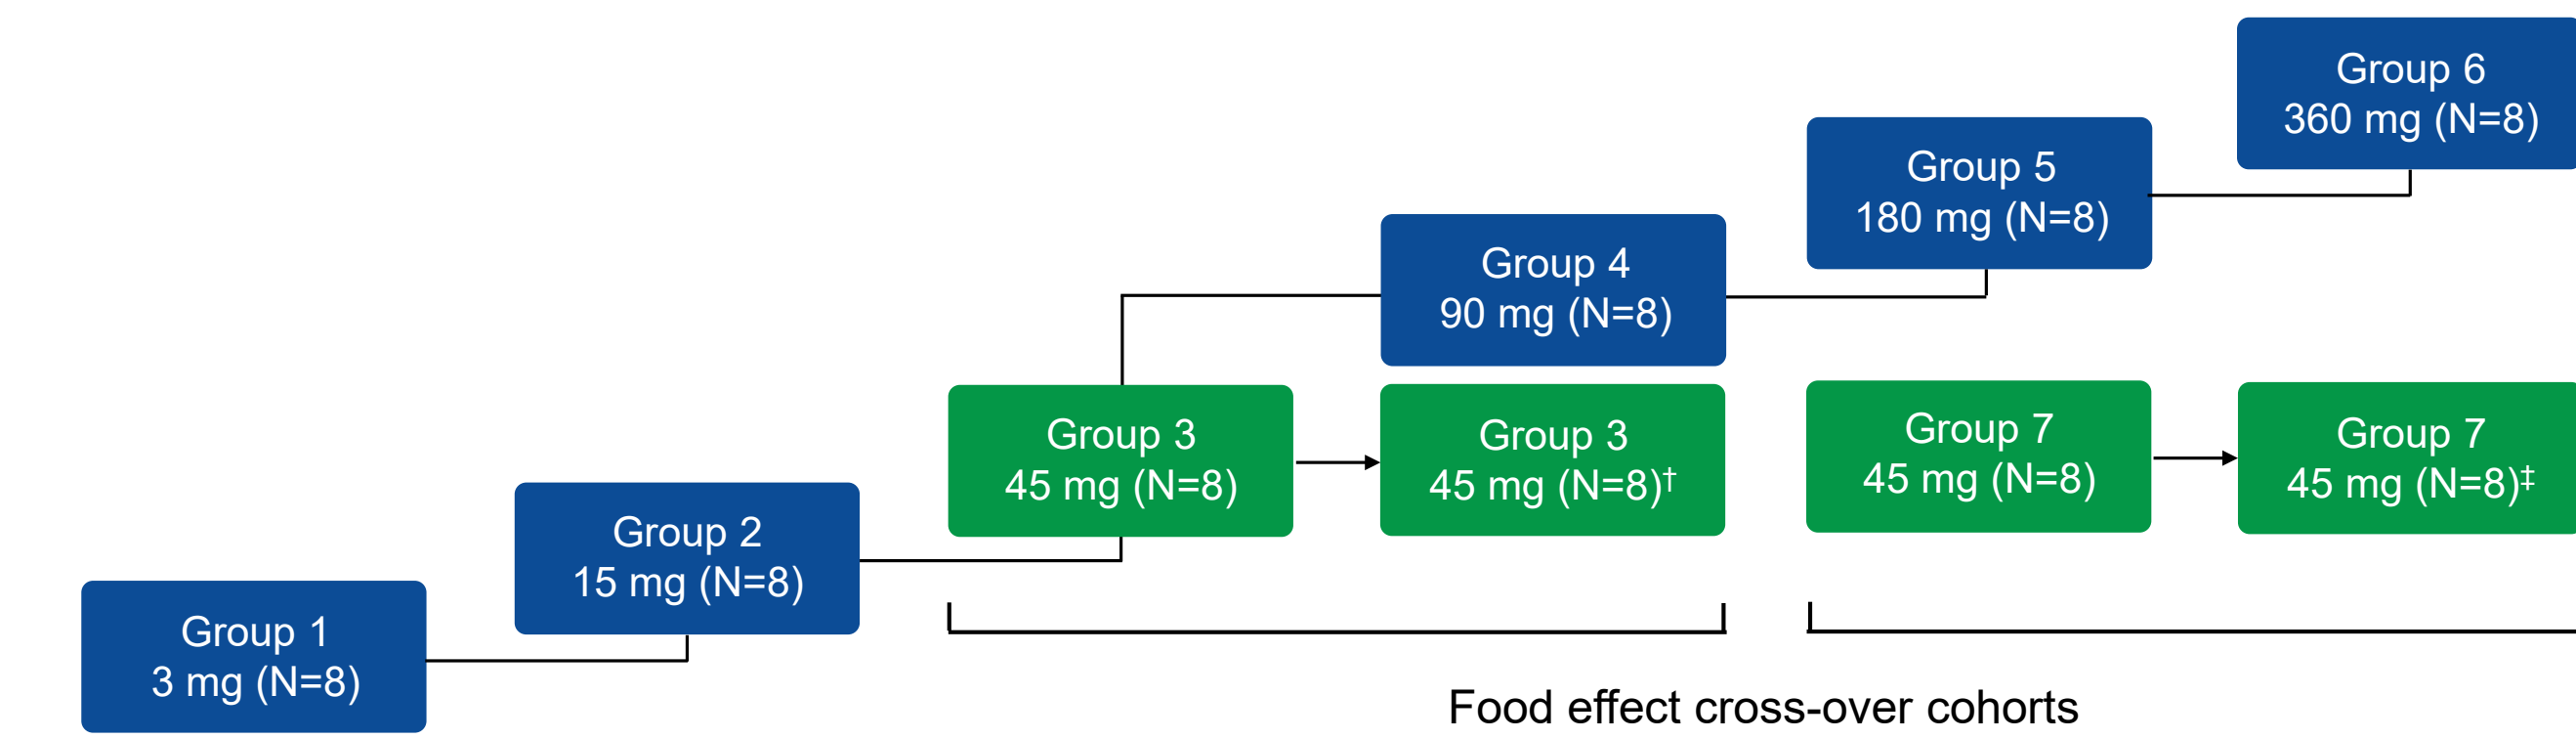 Group 6
360 mg (N=8)
Group 5
180 mg (N=8)
Group 4
90 mg (N=8)
Group 3
45 mg (N=8)
Group 3
45 mg (N=8)†
Group 7
45 mg (N=8)
Group 7
45 mg (N=8)‡
Group 2
15 mg (N=8)
Group 1
3 mg (N=8)
Food effect cross-over cohorts